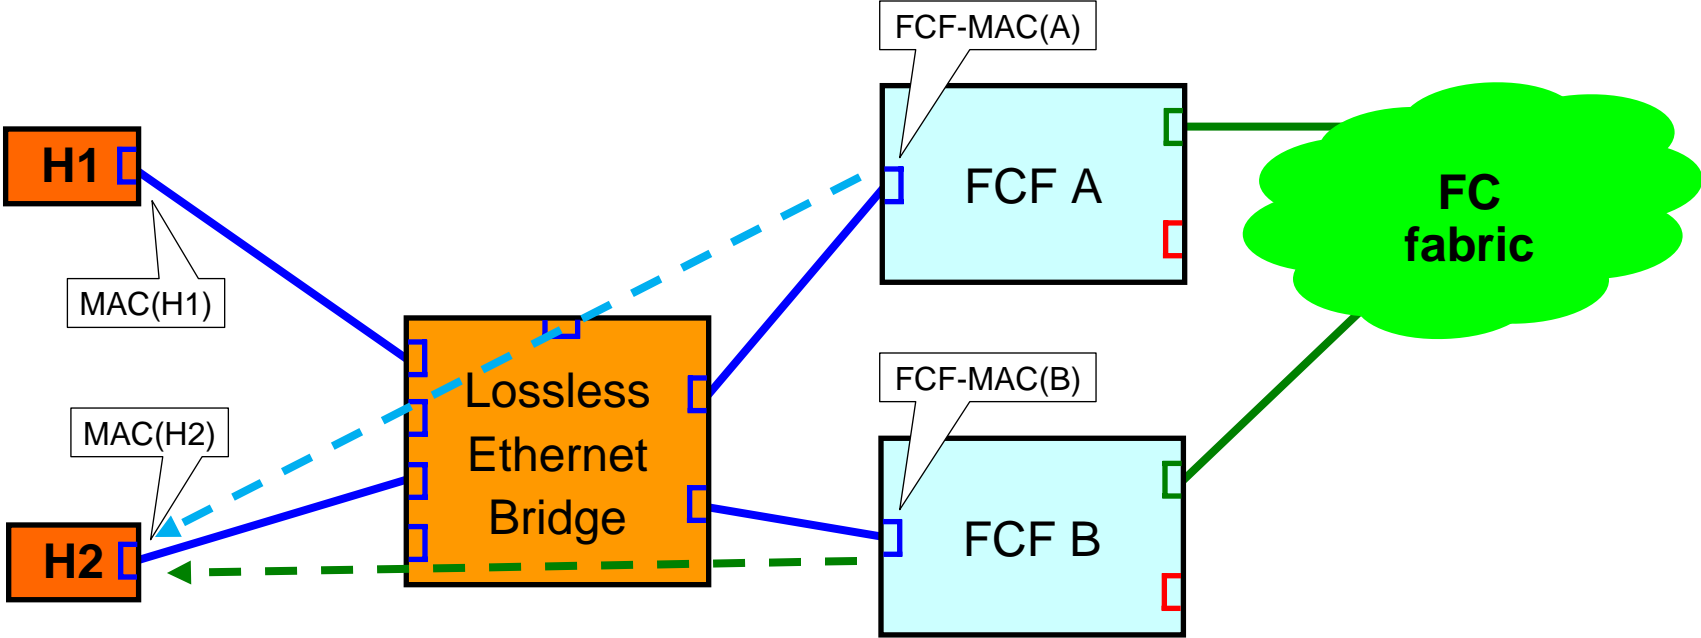 FCF-MAC(A)
H1
FCF A
FC
fabric
MAC(H1)
Lossless
Ethernet
Bridge
FCF-MAC(B)
MAC(H2)
H2
FCF B